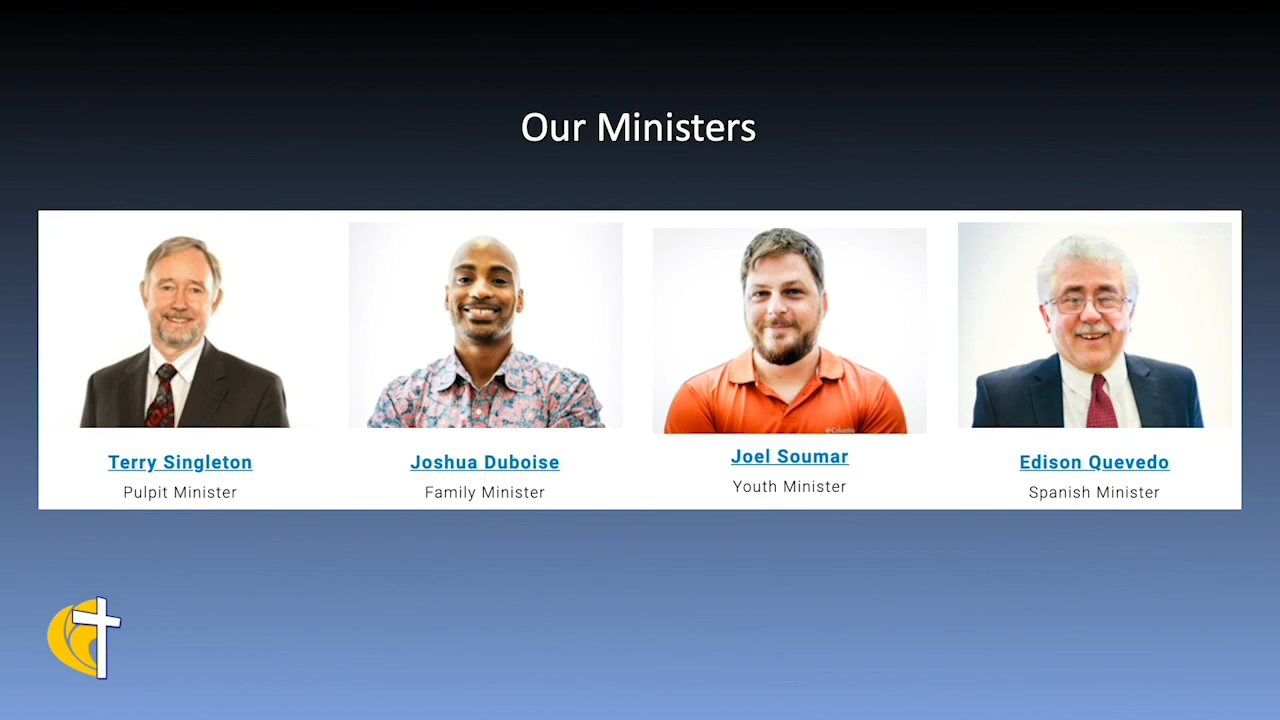 Our Ministers
Terry Singleton
Pulpit Minister
Joshua Duboise
Family Minister
Joel Soumar
Youth Minister
Edison Quevedo
Spanish Minister